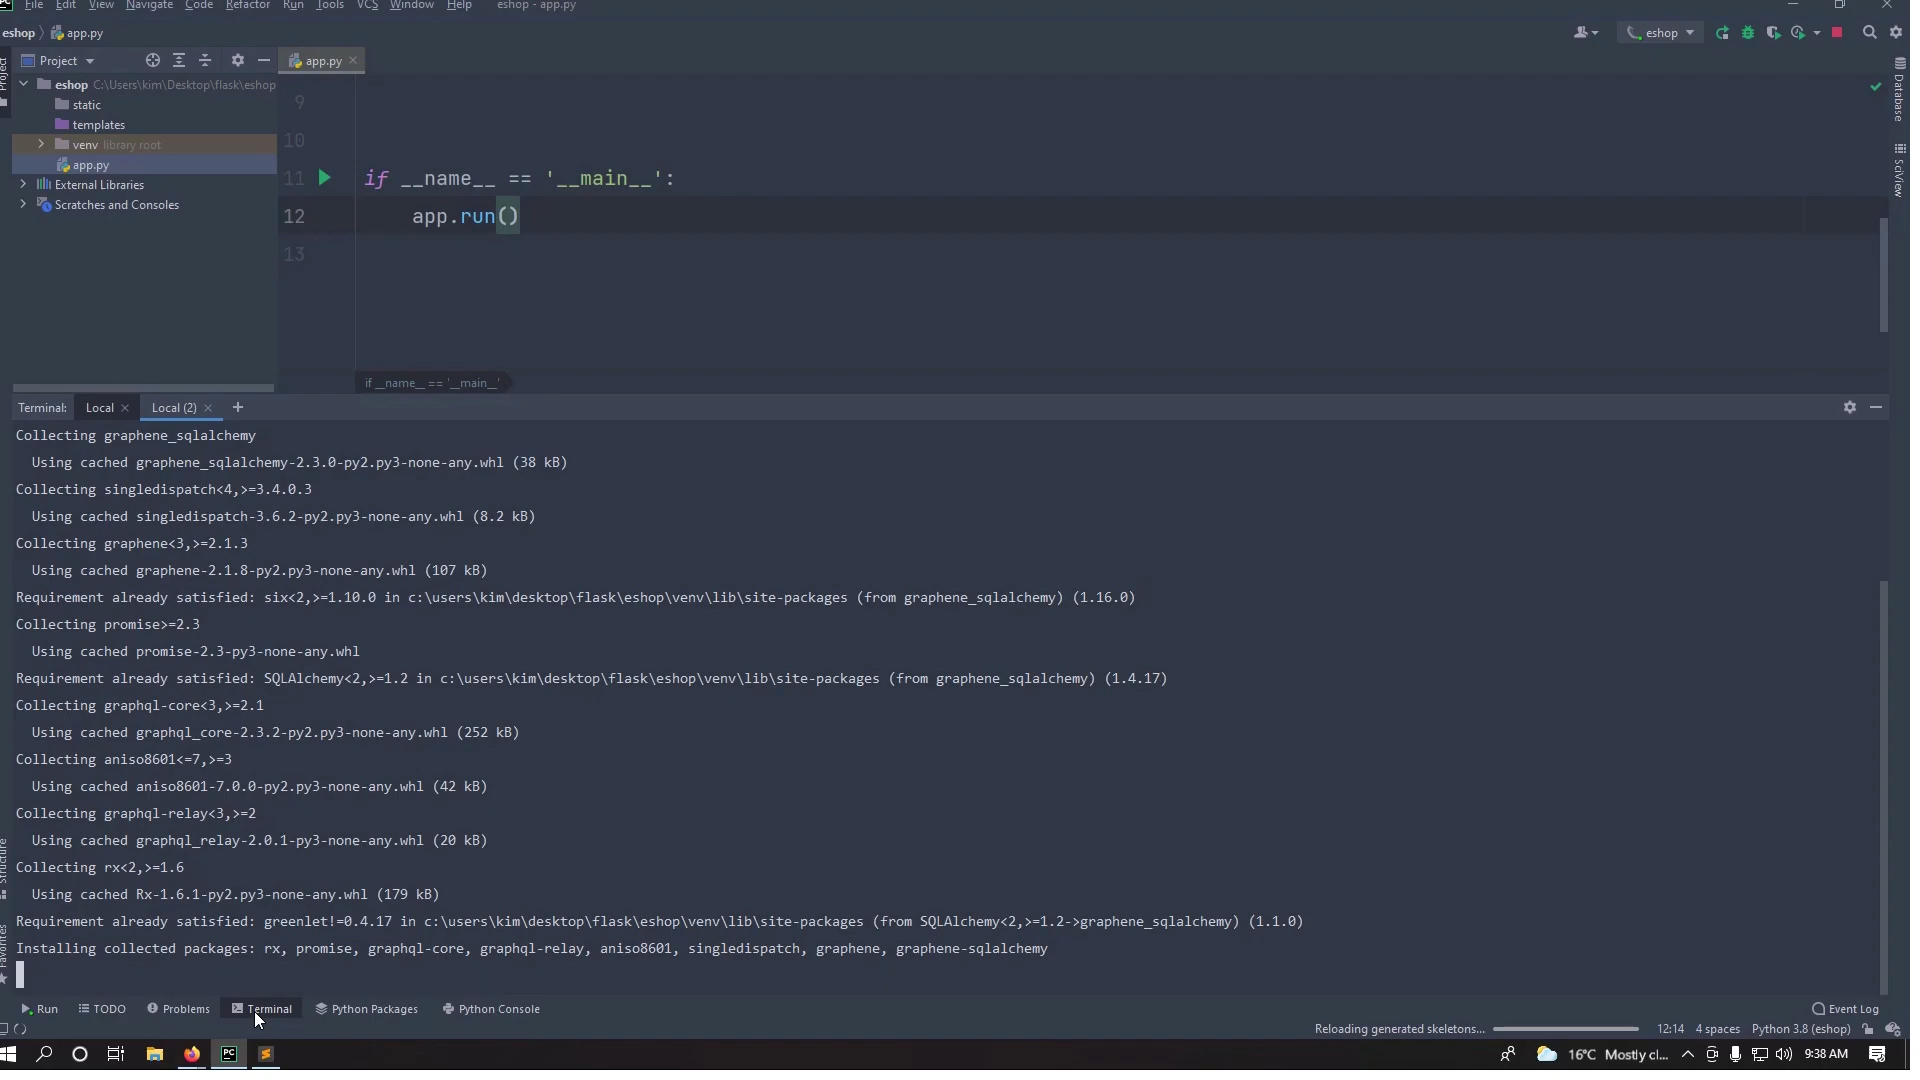 File Edit View Navigate Code Refactor Run Tools VCS Window Help eshop - app.py
eshop app.py
eshop
Project
app.py
Project
eshop C:\Users\kim\Desktop\flask\eshop
static
templates
venv library root
app.py
External Libraries
Scratches and Consoles
9
10
11 if __name__ == '__main__':
12 app.run()
13
if __name__ == '__main__'
Database
SciView
Terminal: Local Local (2)
Collecting graphene_sqlalchemy
Using cached graphene_sqlalchemy-2.3.0-py2.py3-none-any.whl (38 kB)
Collecting singledispatch<4,>=3.4.0.3
Using cached singledispatch-3.6.2-py2.py3-none-any.whl (8.2 kB)
Collecting graphene<3,>=2.1.3
Using cached graphene-2.1.8-py2.py3-none-any.whl (107 kB)
Requirement already satisfied: six<2,>=1.10.0 in c:\users\kim\desktop\flask\eshop\venv\lib\site-packages (from graphene_sqlalchemy) (1.16.0)
Collecting promise>=2.3
Using cached promise-2.3-py3-none-any.whl
Requirement already satisfied: SQLAlchemy<2,>=1.2 in c:\users\kim\desktop\flask\eshop\venv\lib\site-packages (from graphene_sqlalchemy) (1.4.17)
Collecting graphql-core<3,>=2.1
Using cached graphql_core-2.3.2-py2.py3-none-any.whl (252 kB)
Collecting aniso8601<=7,>=3
Using cached aniso8601-7.0.0-py2.py3-none-any.whl (42 kB)
Collecting graphql-relay<3,>=2
Using cached graphql_relay-2.0.1-py3-none-any.whl (20 kB)
Collecting rx<2,>=1.6
Using cached Rx-1.6.1-py2.py3-none-any.whl (179 kB)
Requirement already satisfied: greenlet!=0.4.17 in c:\users\kim\desktop\flask\eshop\venv\lib\site-packages (from SQLAlchemy<2,>=1.2->graphene_sqlalchemy) (1.1.0)
Installing collected packages: rx, promise, graphql-core, graphql-relay, aniso8601, singledispatch, graphene, graphene-sqlalchemy
Structure
Favorites
Run TODO Problems Terminal Python Packages Python Console Event Log
Reloading generated skeletons... 12:14 4 spaces Python 3.8 (eshop)
PC 16°C Mostly cl... 9:38 AM